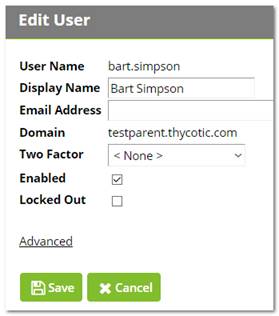 Edit User
User Name bart.simpson
Display Name Bart Simpson
Email Address
Domain testparent.thycotic.com
Two Factor < None >
Enabled
Locked Out
Advanced
Save Cancel